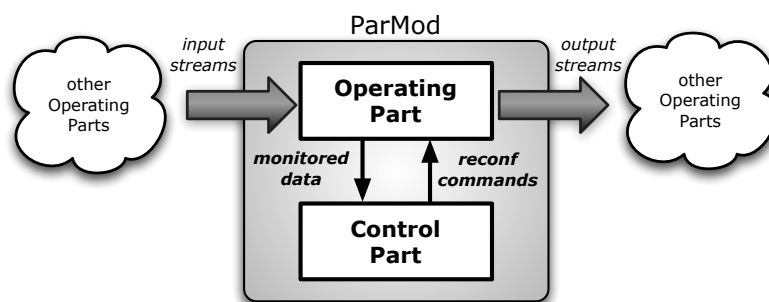 ParMod
input
streams
output
streams
other
Operating
Parts
Operating
Part
other
Operating
Parts
monitored
data
reconf
commands
Control
Part